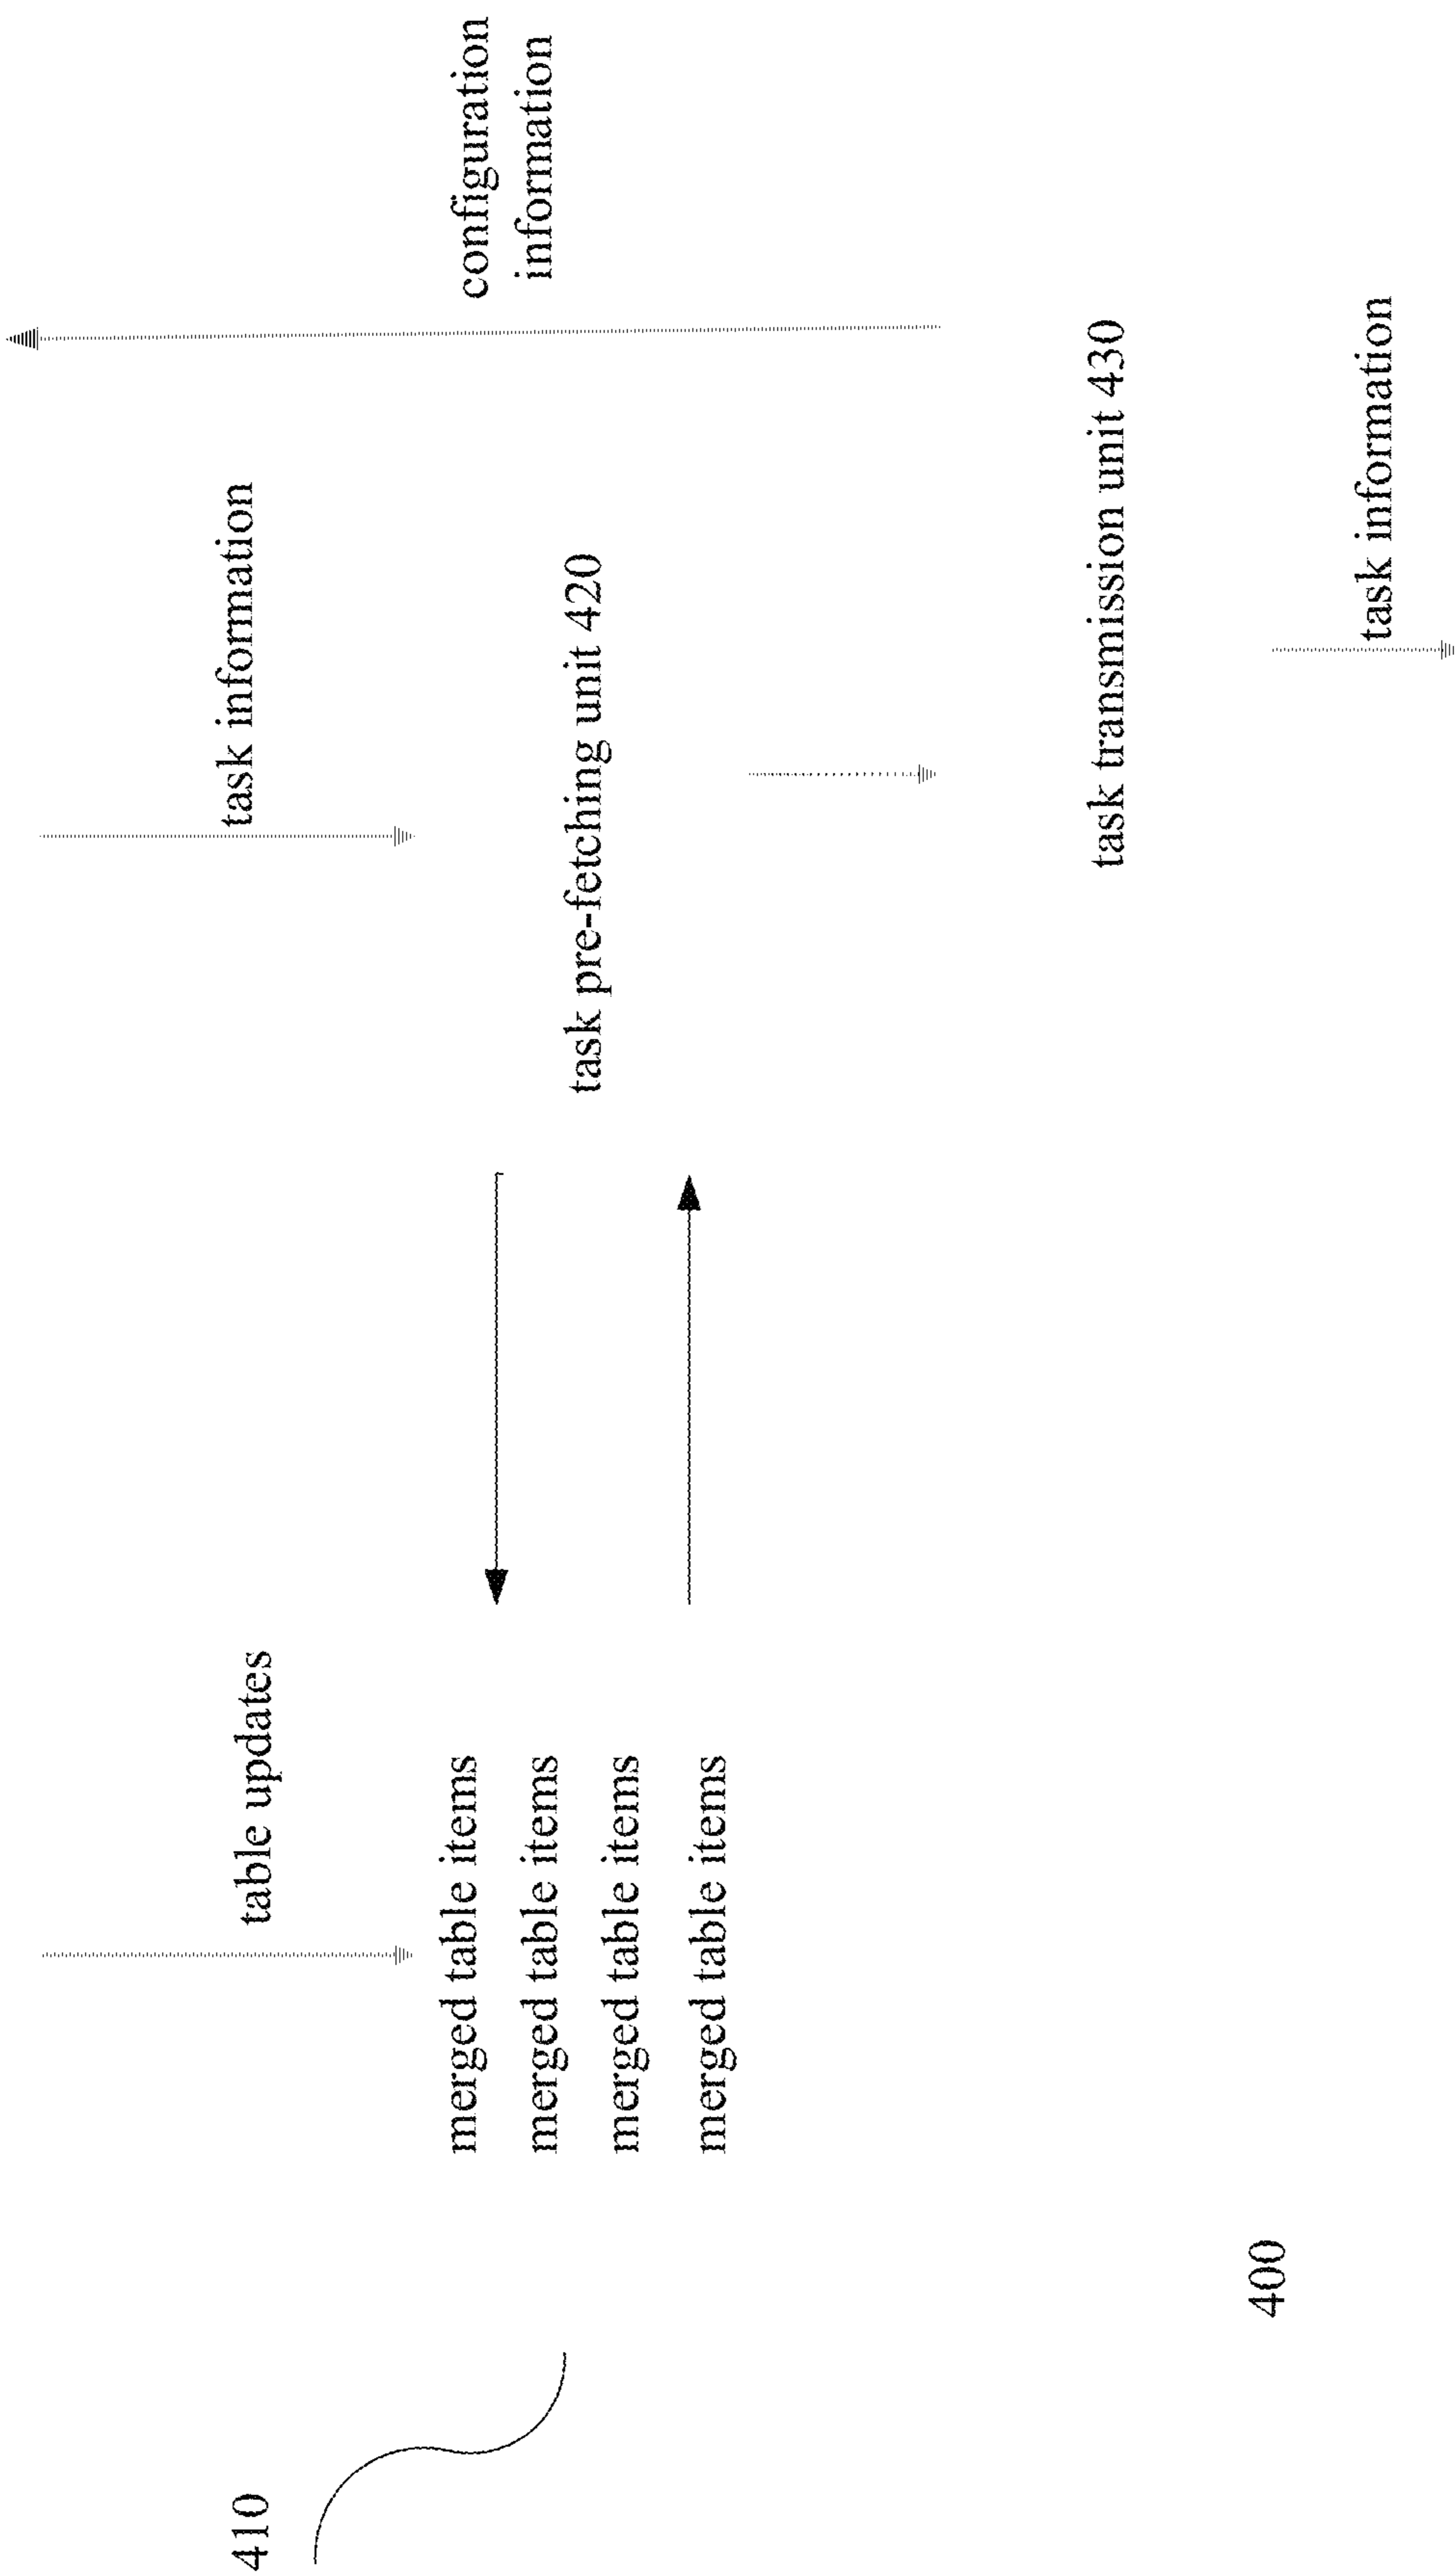 410
table updates
task information
configuration
information
merged table items
merged table items
merged table items
merged table items
task pre-fetching unit 420
task transmission unit 430
400
task information